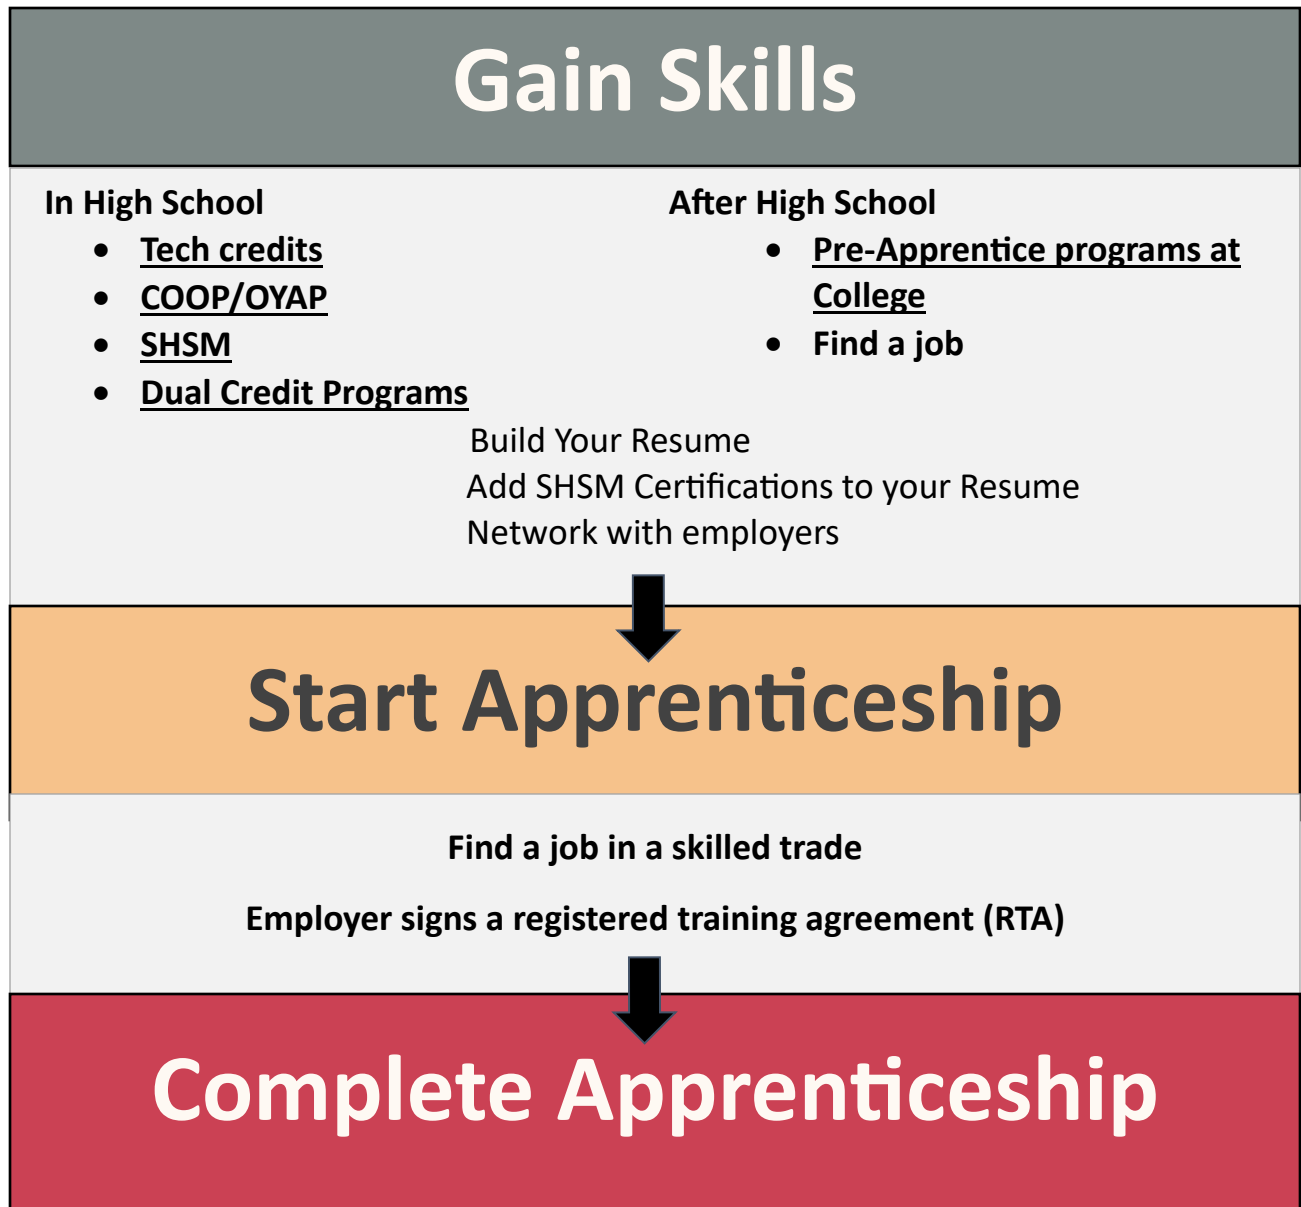 Gain Skills
In High School
• Tech credits
• COOP/OYAP
• SHSM
• Dual Credit Programs
After High School
• Pre-Apprentice programs at
College
• Find a job
Build Your Resume
Add SHSM Certifications to your Resume
Network with employers
Start Apprenticeship
Find a job in a skilled trade
Employer signs a registered training agreement (RTA)
Complete Apprenticeship